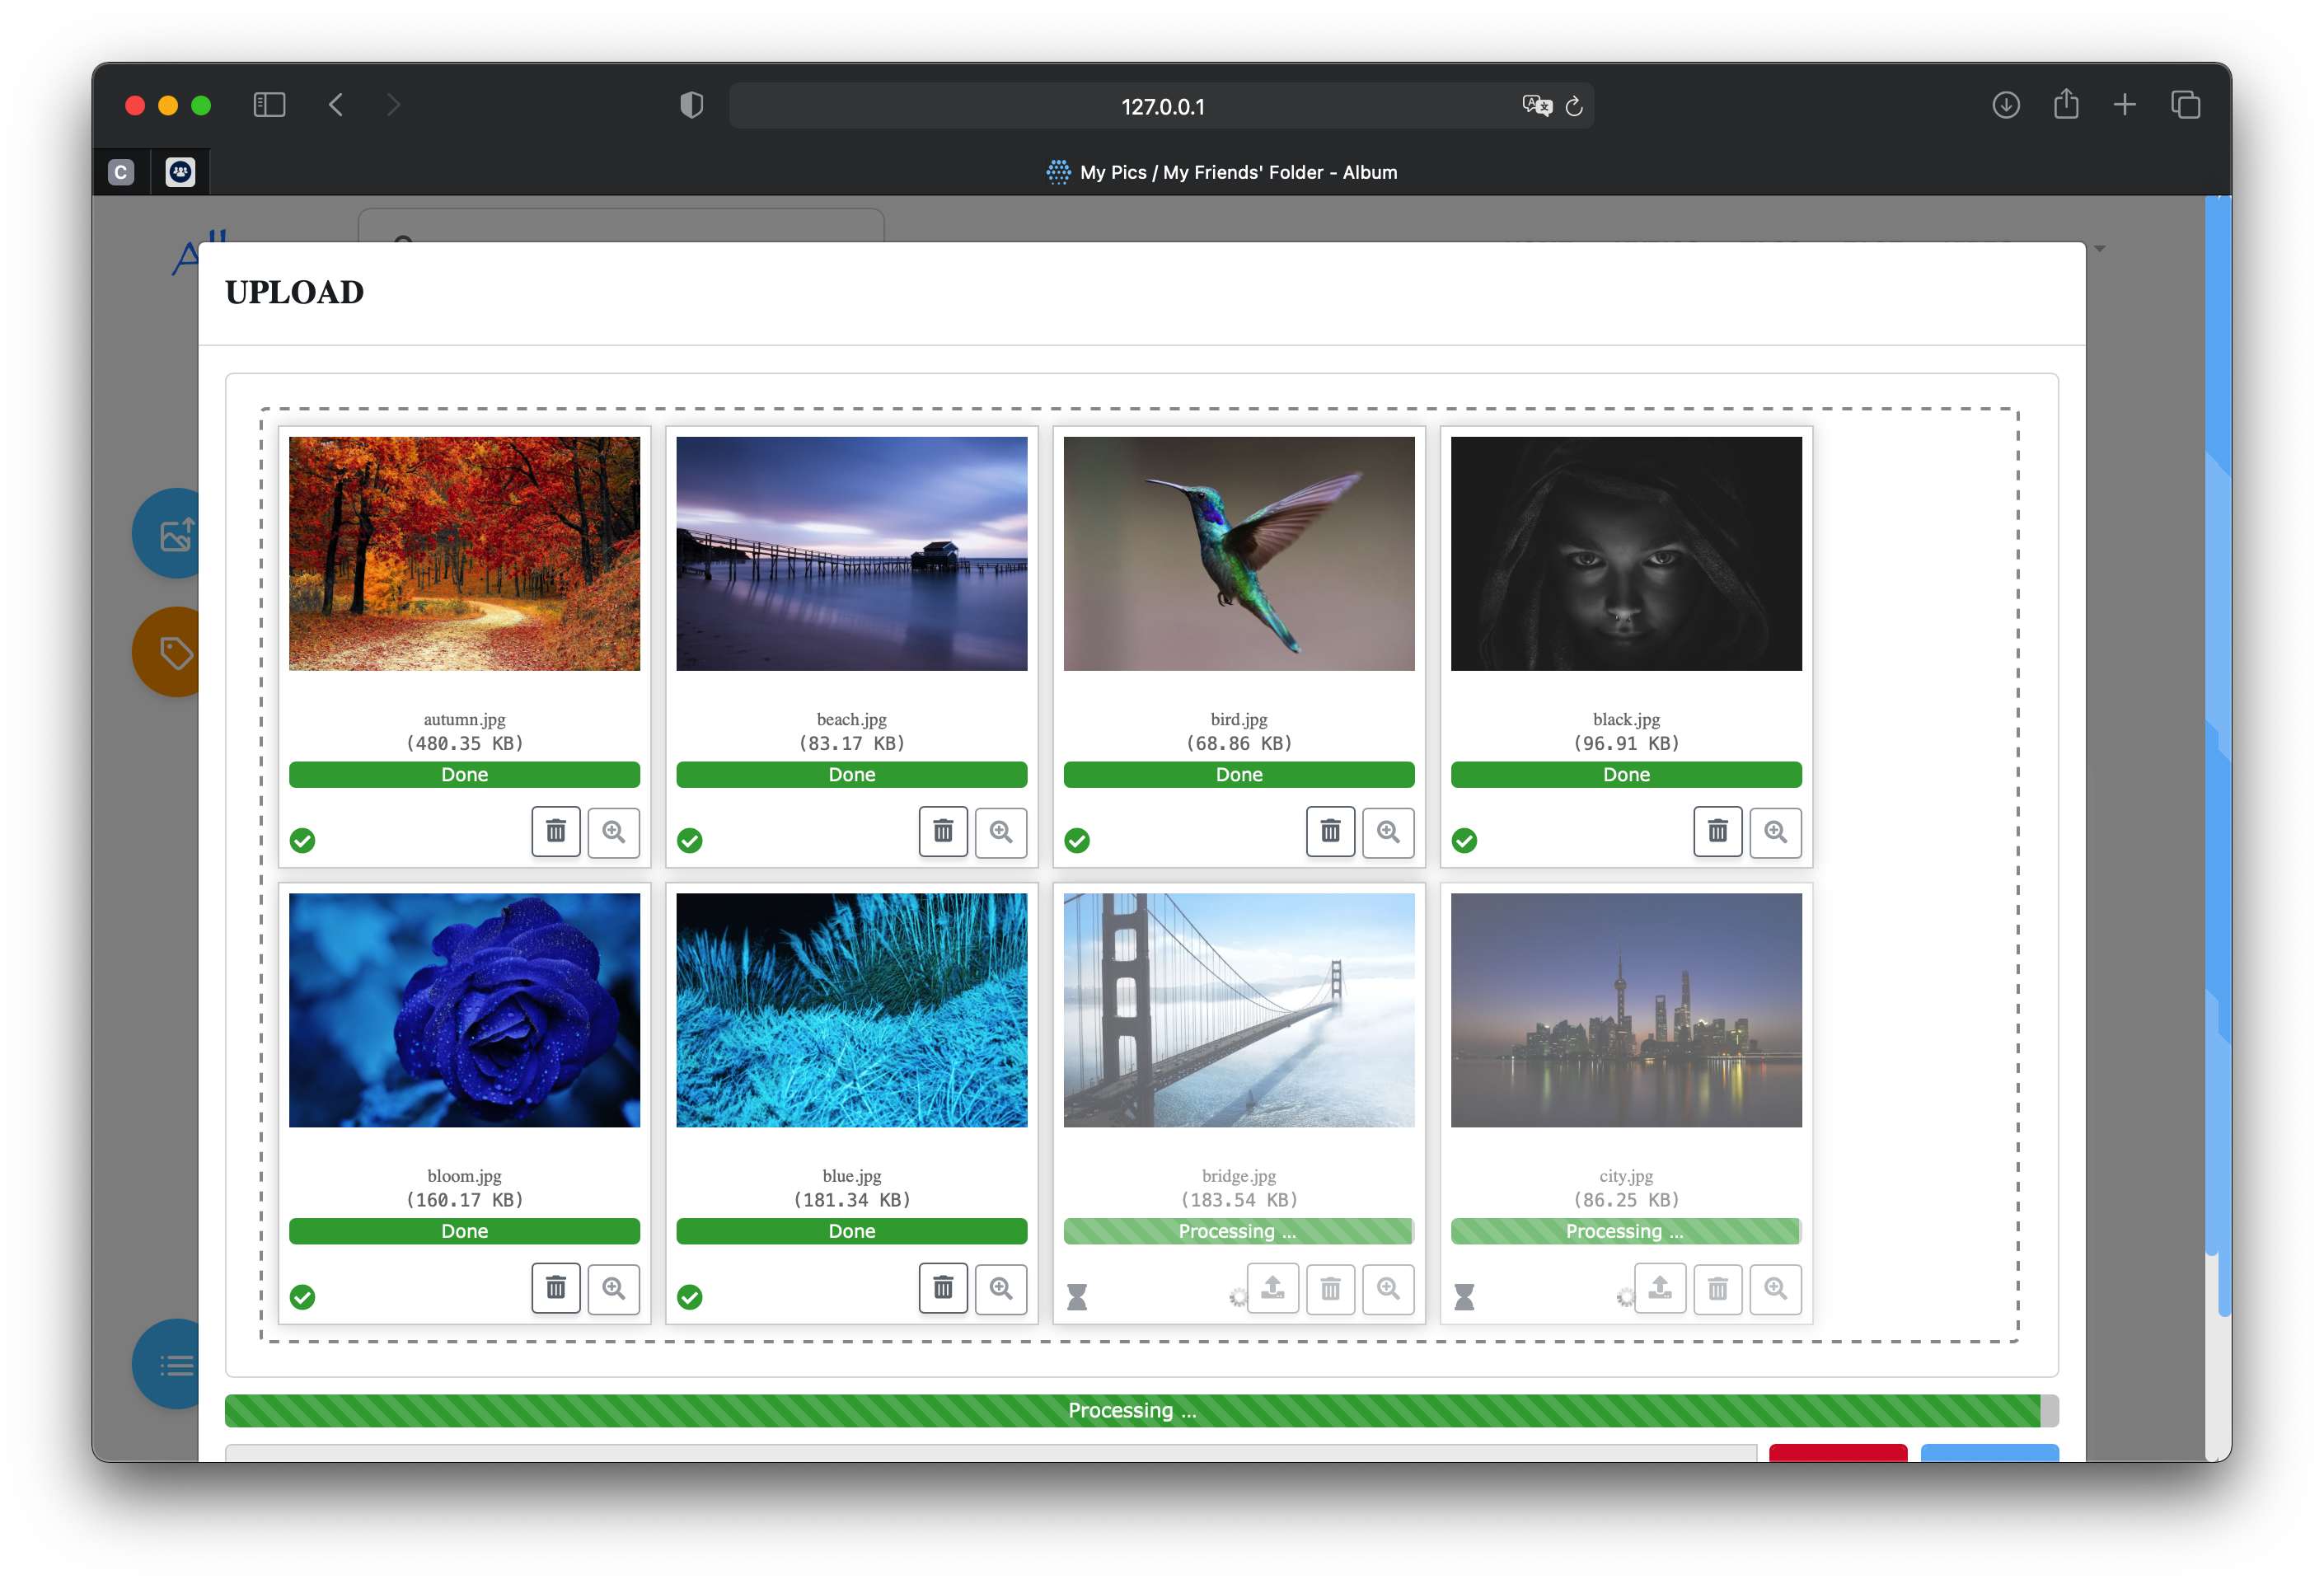 127.0.0.1
C
My Pics / My Friends' Folder - Album
UPLOAD
autumn.jpg
(480.35 KB)
Done
beach.jpg
(83.17 KB)
Done
bird.jpg
(68.86 KB)
Done
black.jpg
(96.91 KB)
Done
bloom.jpg
(160.17 KB)
Done
blue.jpg
(181.34 KB)
Done
bridge.jpg
(183.54 KB)
Processing ...
city.jpg
(86.25 KB)
Processing ...
Processing ...